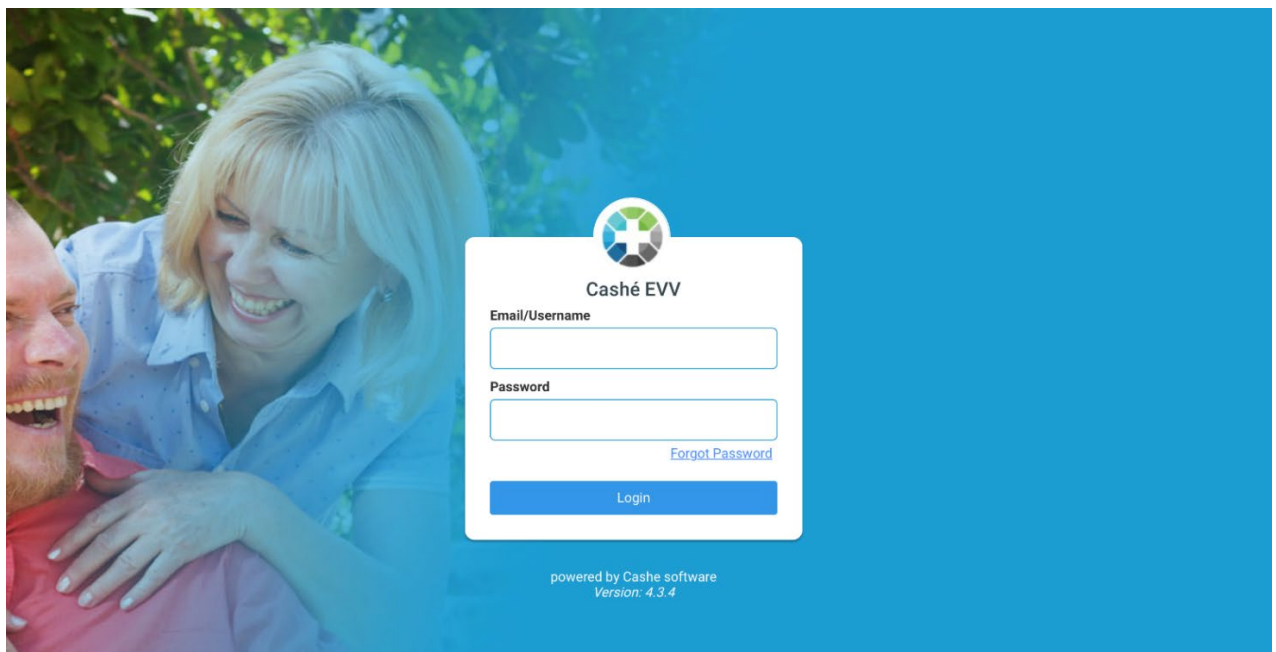 Cashé EVV
Email/Username
Password
Forgot Password
Login
powered by Cashe software
Version: 4.3.4